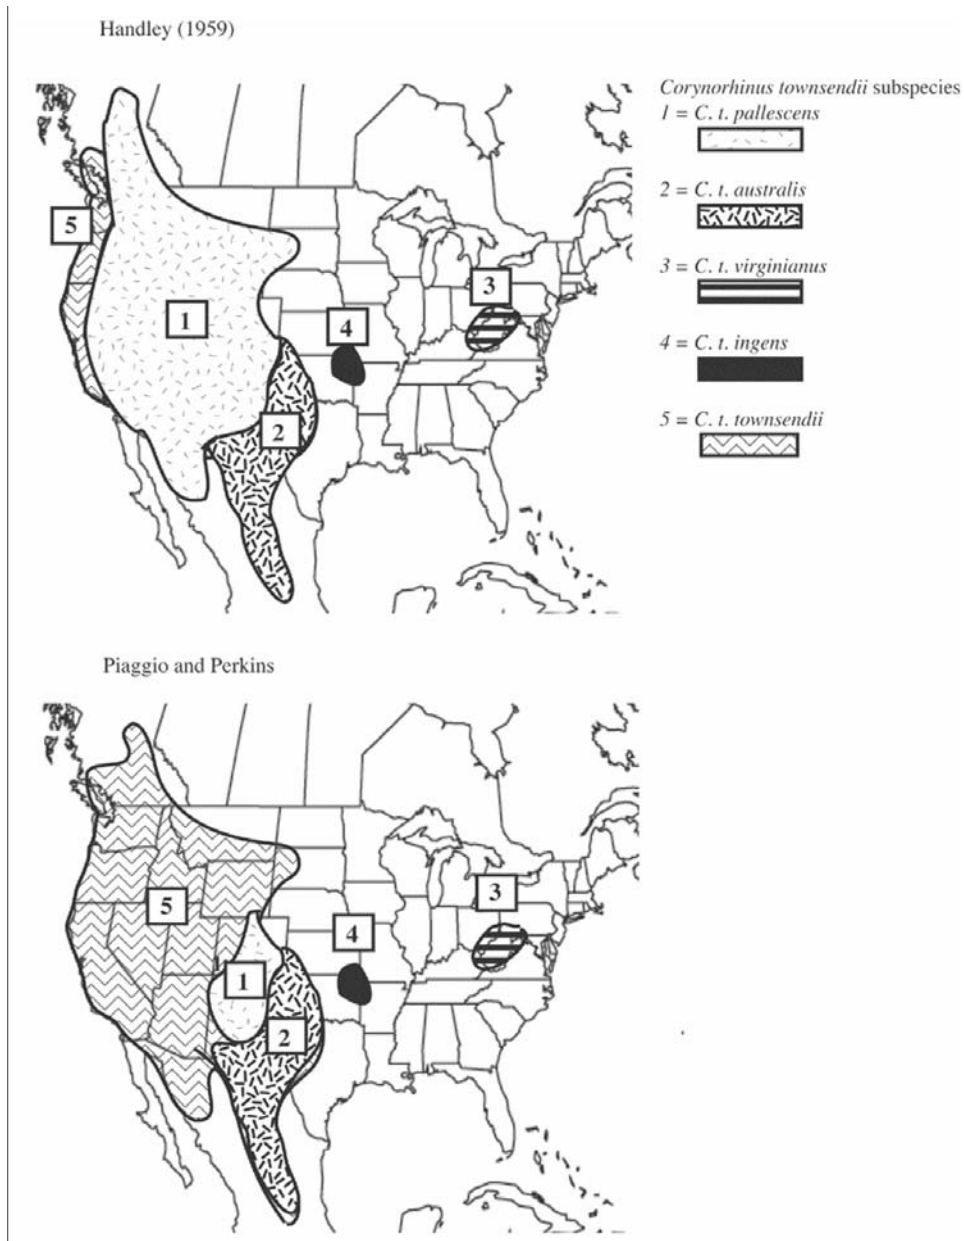 Handley (1959)
Corynorhinus townsendii subspecies
1 = C. t. pallescens
2 = C. t. australis
3 = C. t. virginianus
4 = C. t. ingens
5 = C. t. townsendii
5
1
4
3
2
Piaggio and Perkins
5
1
4
3
2